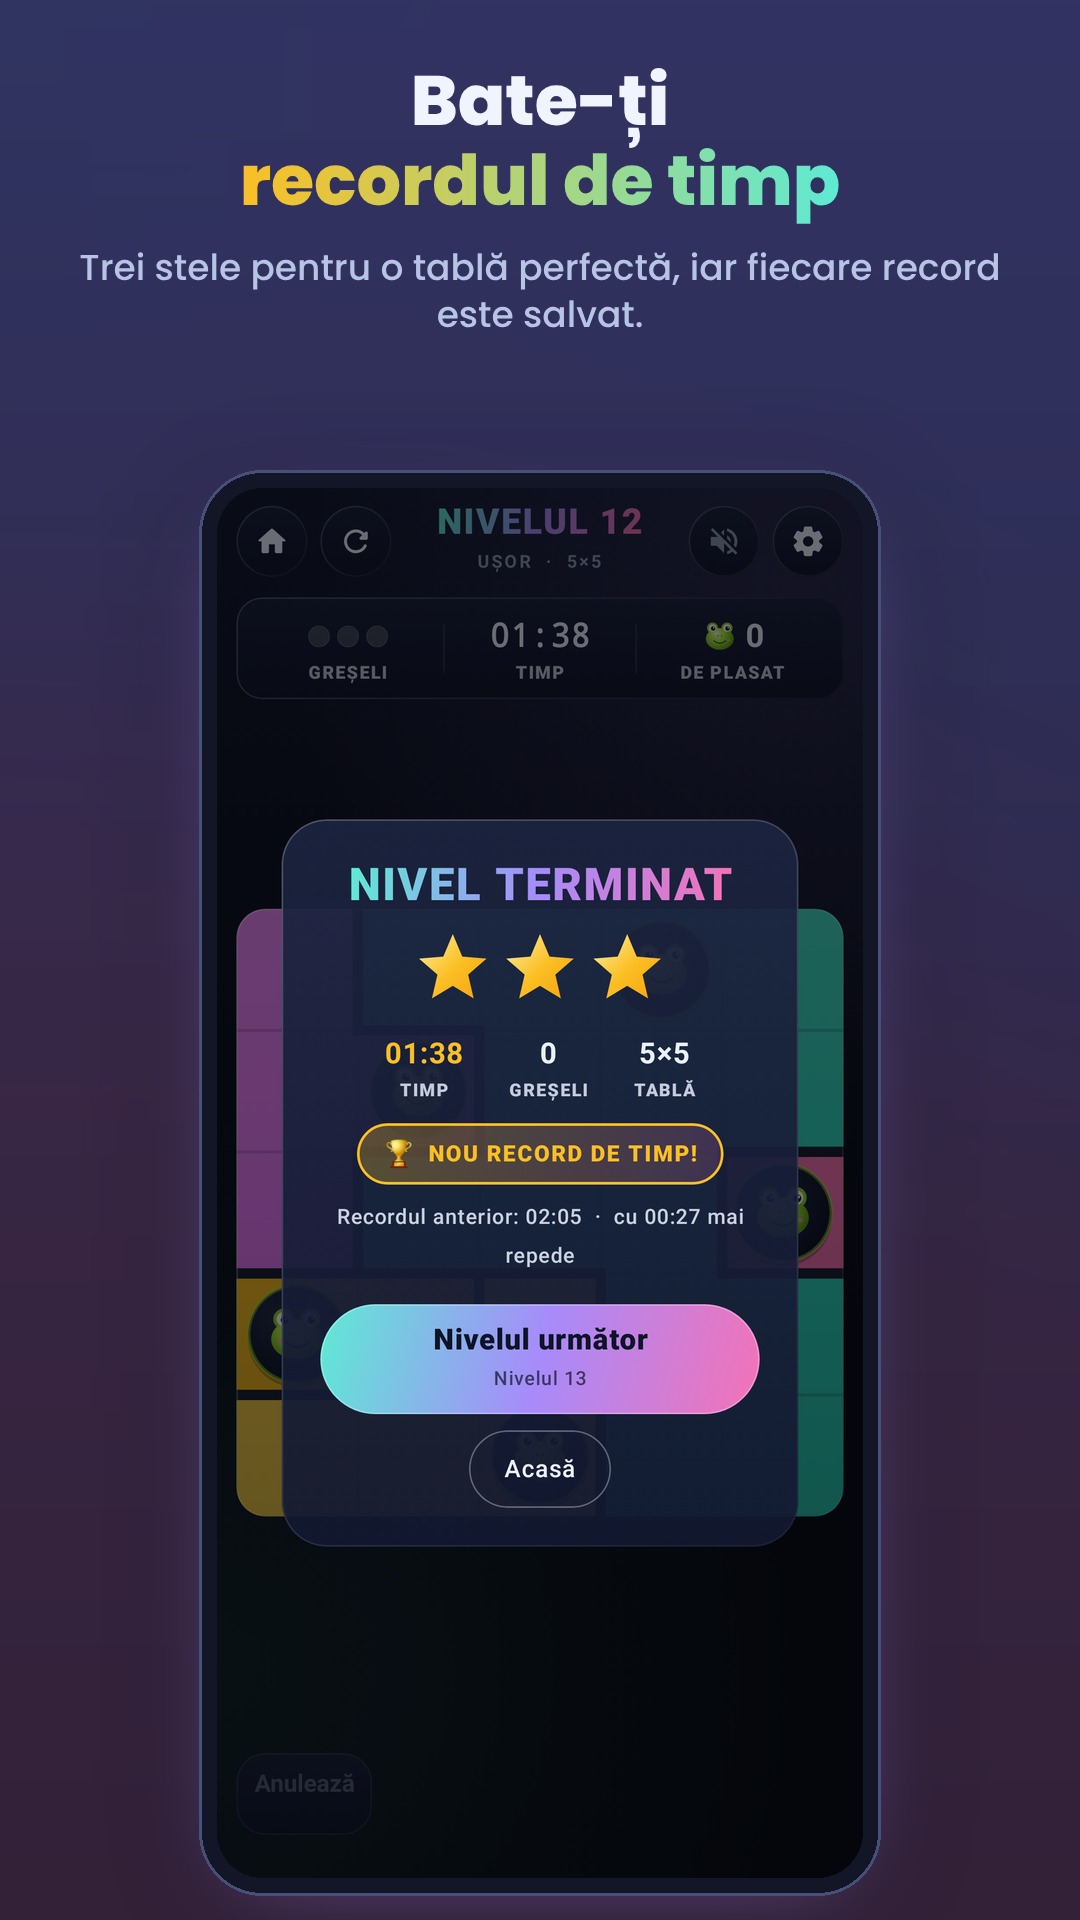 Bate-ți
recordul de timp
Trei stele pentru o tablă perfectă, iar fiecare record
este salvat.
NIVELUL 12
UȘOR · 5×5
01:38
0
GREȘELI
TIMP
DE PLASAT
NIVEL TERMINAT
01:38
0
5×5
TIMP
GREȘELI
TABLĂ
NOU RECORD DE TIMP!
Recordul anterior: 02:05 · cu 00:27 mai
repede
Nivelul următor
Nivelul 13
Acasă
Anulează